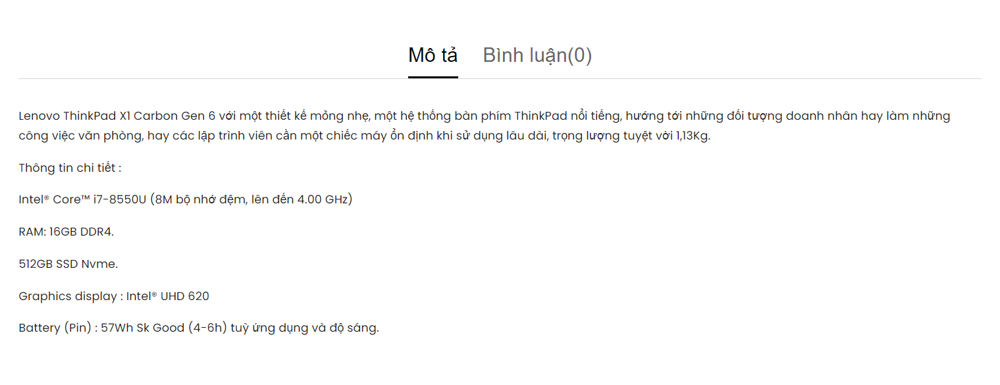 Mô tả
Bình luận(0)
Lenovo ThinkPad X1 Carbon Gen 6 với một thiết kế mỏng nhẹ, một hệ thống bàn phím ThinkPad nổi tiếng, hướng tới những đối tượng doanh nhân hay làm những
công việc văn phòng, hay các lập trình viên cần một chiếc máy ổn định khi sử dụng lâu dài, trọng lượng tuyệt vời 1,13Kg.
Thông tin chi tiết :
Intel® Core™ i7-8550U (8M bộ nhớ đệm, lên đến 4.00 GHz)
RAM: 16GB DDR4.
512GB SSD Nvme.
Graphics display : Intel® UHD 620
Battery (Pin) : 57Wh Sk Good (4-6h) tuỳ ứng dụng và độ sáng.